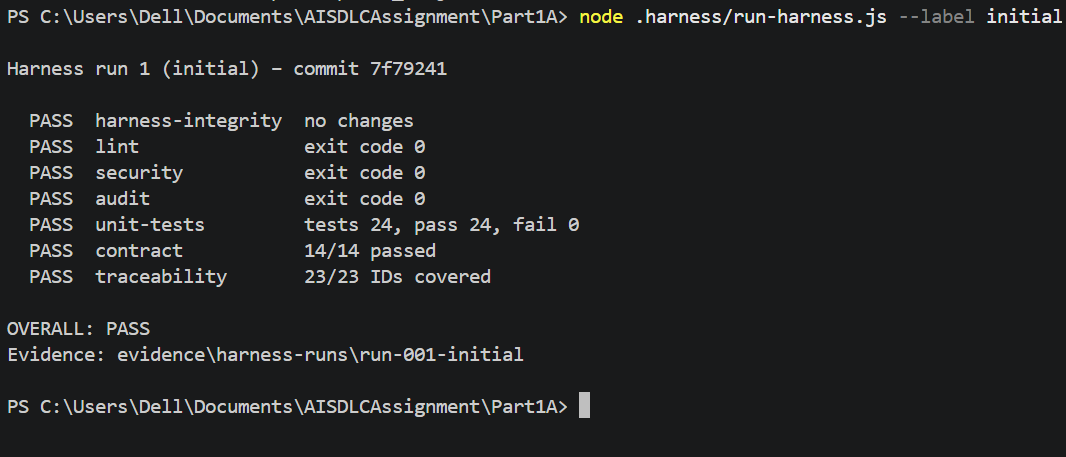 PS C:\Users\Dell\Documents\AISDLCAssignment\Part1A> node .harness/run-harness.js --label initial
Harness run 1 (initial) — commit 7f79241
PASS harness-integrity no changes
PASS lint exit code 0
PASS security exit code 0
PASS audit exit code 0
PASS unit-tests tests 24, pass 24, fail 0
PASS contract 14/14 passed
PASS traceability 23/23 IDs covered
OVERALL: PASS
Evidence: evidence\harness-runs\run-001-initial
PS C:\Users\Dell\Documents\AISDLCAssignment\Part1A>